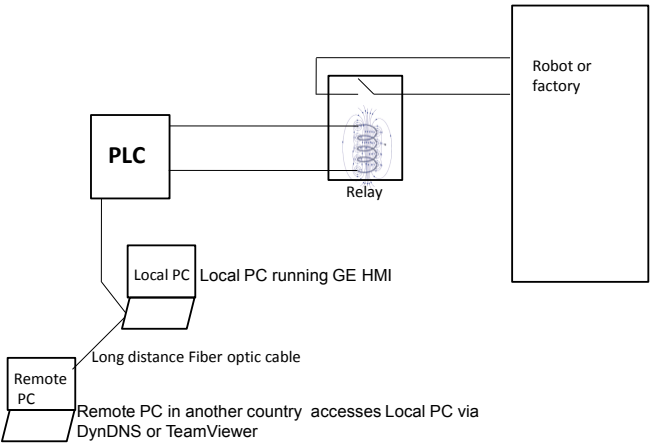 Robot or
factory
PLC
Relay
Local PC
Local PC running GE HMI
Long distance Fiber optic cable
Remote
PC
Remote PC in another country accesses Local PC via
DynDNS or TeamViewer